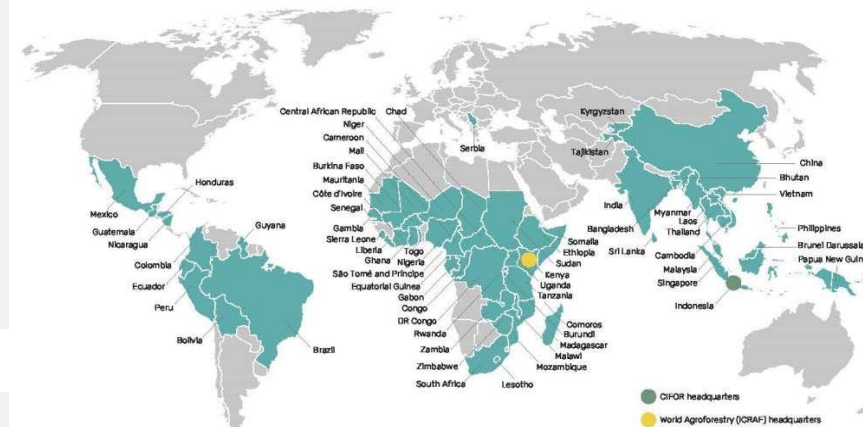 Central African Republic
Chad
Niger
Cameroon
Mali
Burkina Faso
Mauritania
Côte d'Ivoire
Senegal
Gambia
Sierra Leone
Liberia
Ghana
Togo
Nigeria
São Tomé and Príncipe
Equatorial Guinea
Gabon
Congo
DR Congo
Rwanda
Zambia
Zimbabwe
South Africa
Lesotho
Serbia
Kyrgyzstan
Tajikistan
China
Bhutan
Vietnam
India
Myanmar
Laos
Thailand
Bangladesh
Sri Lanka
Cambodia
Malaysia
Singapore
Indonesia
Philippines
Brunei Darussala
Papua New Guin
Somalia
Ethiopia
Sudan
Kenya
Uganda
Tanzania
Comoros
Burundi
Madagascar
Malawi
Mozambique
Honduras
Mexico
Guatemala
Nicaragua
Guyana
Colombia
Ecuador
Peru
Bolivia
Brazil
CIFOR headquarters
World Agroforestry (ICRAF) headquarters